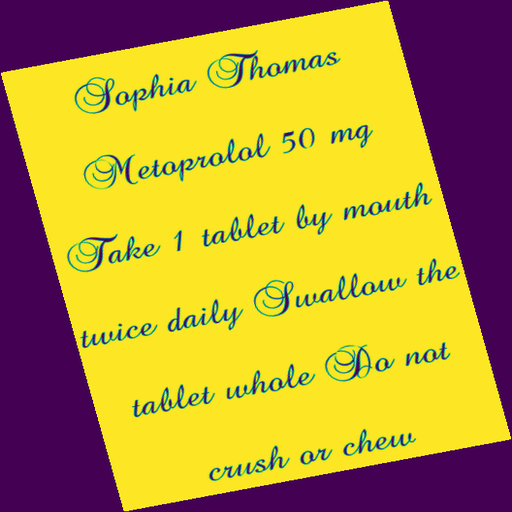 Sophia Thomas
Metoprolol 50 mg
Take 1 tablet by mouth
twice daily Swallow the
tablet whole Do not
crush or chew